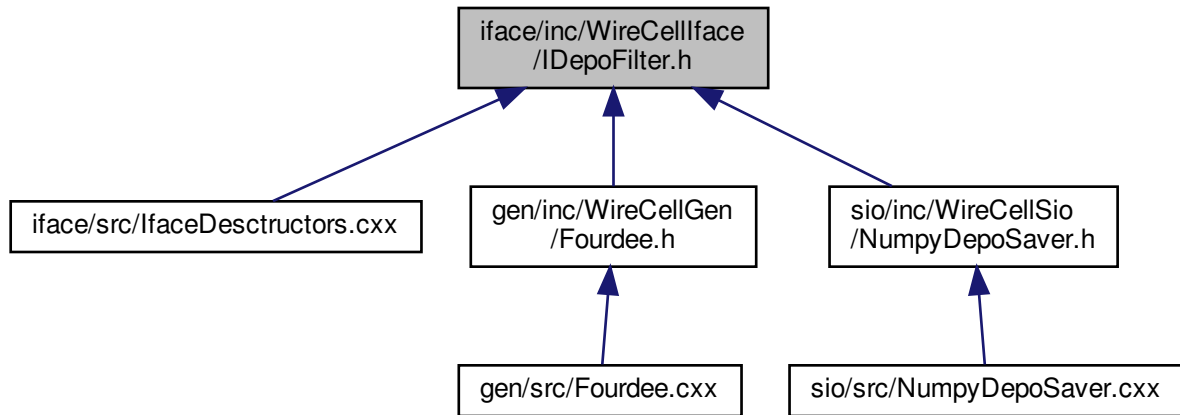 iface/inc/WireCellIface
/IDepoFilter.h
iface/src/IfaceDesctructors.cxx
gen/inc/WireCellGen
/Fourdee.h
sio/inc/WireCellSio
/NumpyDepoSaver.h
gen/src/Fourdee.cxx
sio/src/NumpyDepoSaver.cxx